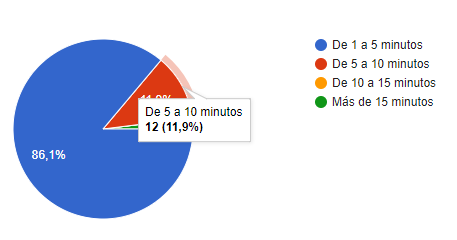 De 1 a 5 minutos
De 5 a 10 minutos
De 10 a 15 minutos
Más de 15 minutos
De 5 a 10 minutos
12 (11,9%)
86,1%